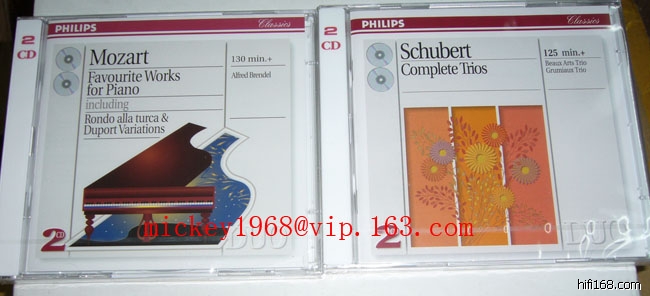 2
CD
PHILIPS
Classics
Mozart
Favourite Works
for Piano
including
Rondo alla turca &
Duport Variations
130 min.+
Alfred Brendel
2CD
DUO
2
CD
PHILIPS
Classics
Schubert
Complete Trios
125 min.+
Beaux Arts Trio
Grumiaux Trio
2
DUO
mickey1968@vip.163.com
hifi168.com